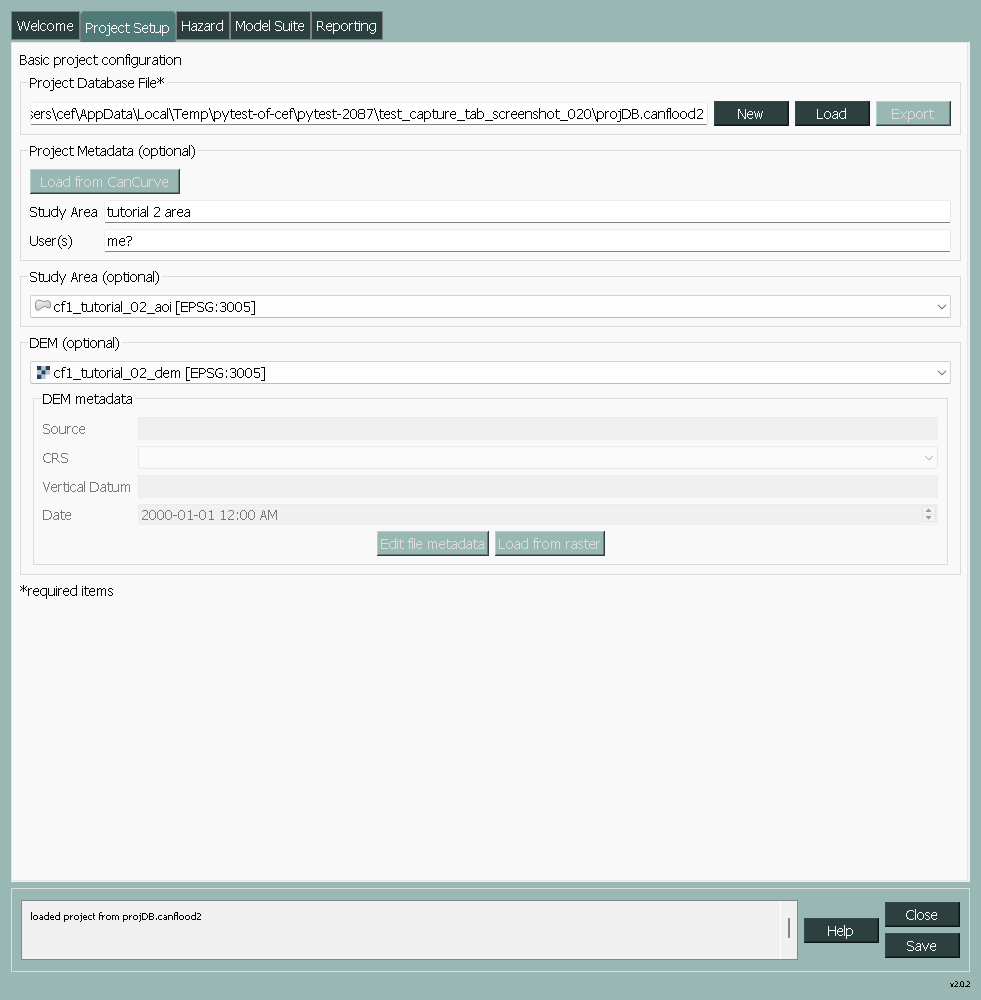 Welcome Project Setup Hazard Model Suite Reporting
Basic project configuration
Project Database File*
sers\cef\AppData\Local\Temp\pytest-of-cef\pytest-2087\test_capture_tab_screenshot_020\projDB.canflood2 New Load Export
Project Metadata (optional)
Load from CanCurve
Study Area tutorial 2 area
User(s) me?
Study Area (optional)
cf1_tutorial_02_aoi [EPSG:3005]
DEM (optional)
cf1_tutorial_02_dem [EPSG:3005]
DEM metadata
Source
CRS
Vertical Datum
Date 2000-01-01 12:00 AM
Edit file metadata Load from raster
*required items
loaded project from projDB.canflood2
Help
Close
Save
v2.0.2